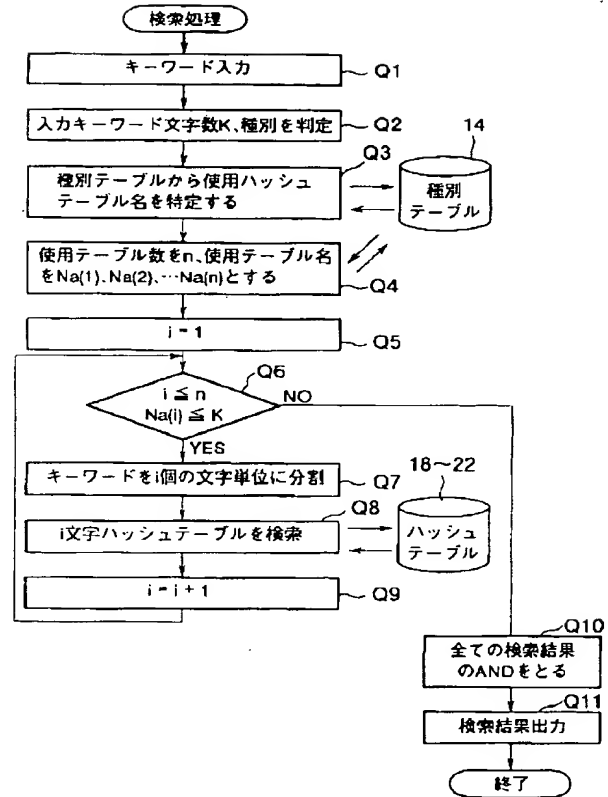 検索処理
キーワード入力
Q1
入力キーワード文字数K、種別を判定
Q2
Q3
14
種別テーブルから使用ハッシュ
テーブル名を特定する
種別
テーブル
使用テーブル数をn、使用テーブル名
をNa(1)、Na(2)、…Na(n)とする
Q4
i = 1
Q5
Q6
i ≦ n
Na(i) ≦ K
NO
YES
キーワードをi個の文字単位に分割
Q7
Q8
18～22
i文字ハッシュテーブルを検索
ハッシュ
テーブル
i = i + 1
Q9
Q10
全ての検索結果
のANDをとる
Q11
検索結果出力
終了